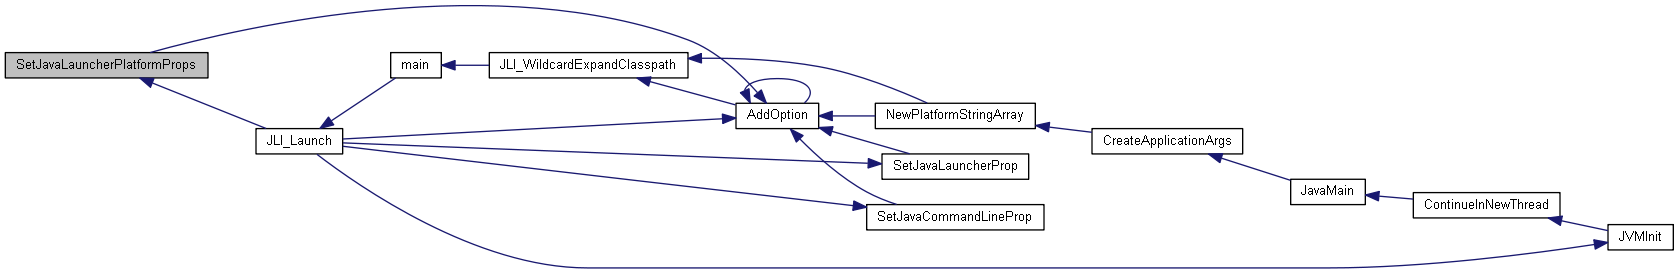 SetJavaLauncherPlatformProps
main
JLI_WildcardExpandClasspath
JLI_Launch
AddOption
NewPlatformStringArray
SetJavaLauncherProp
SetJavaCommandLineProp
CreateApplicationArgs
JavaMain
ContinueInNewThread
JVMInit